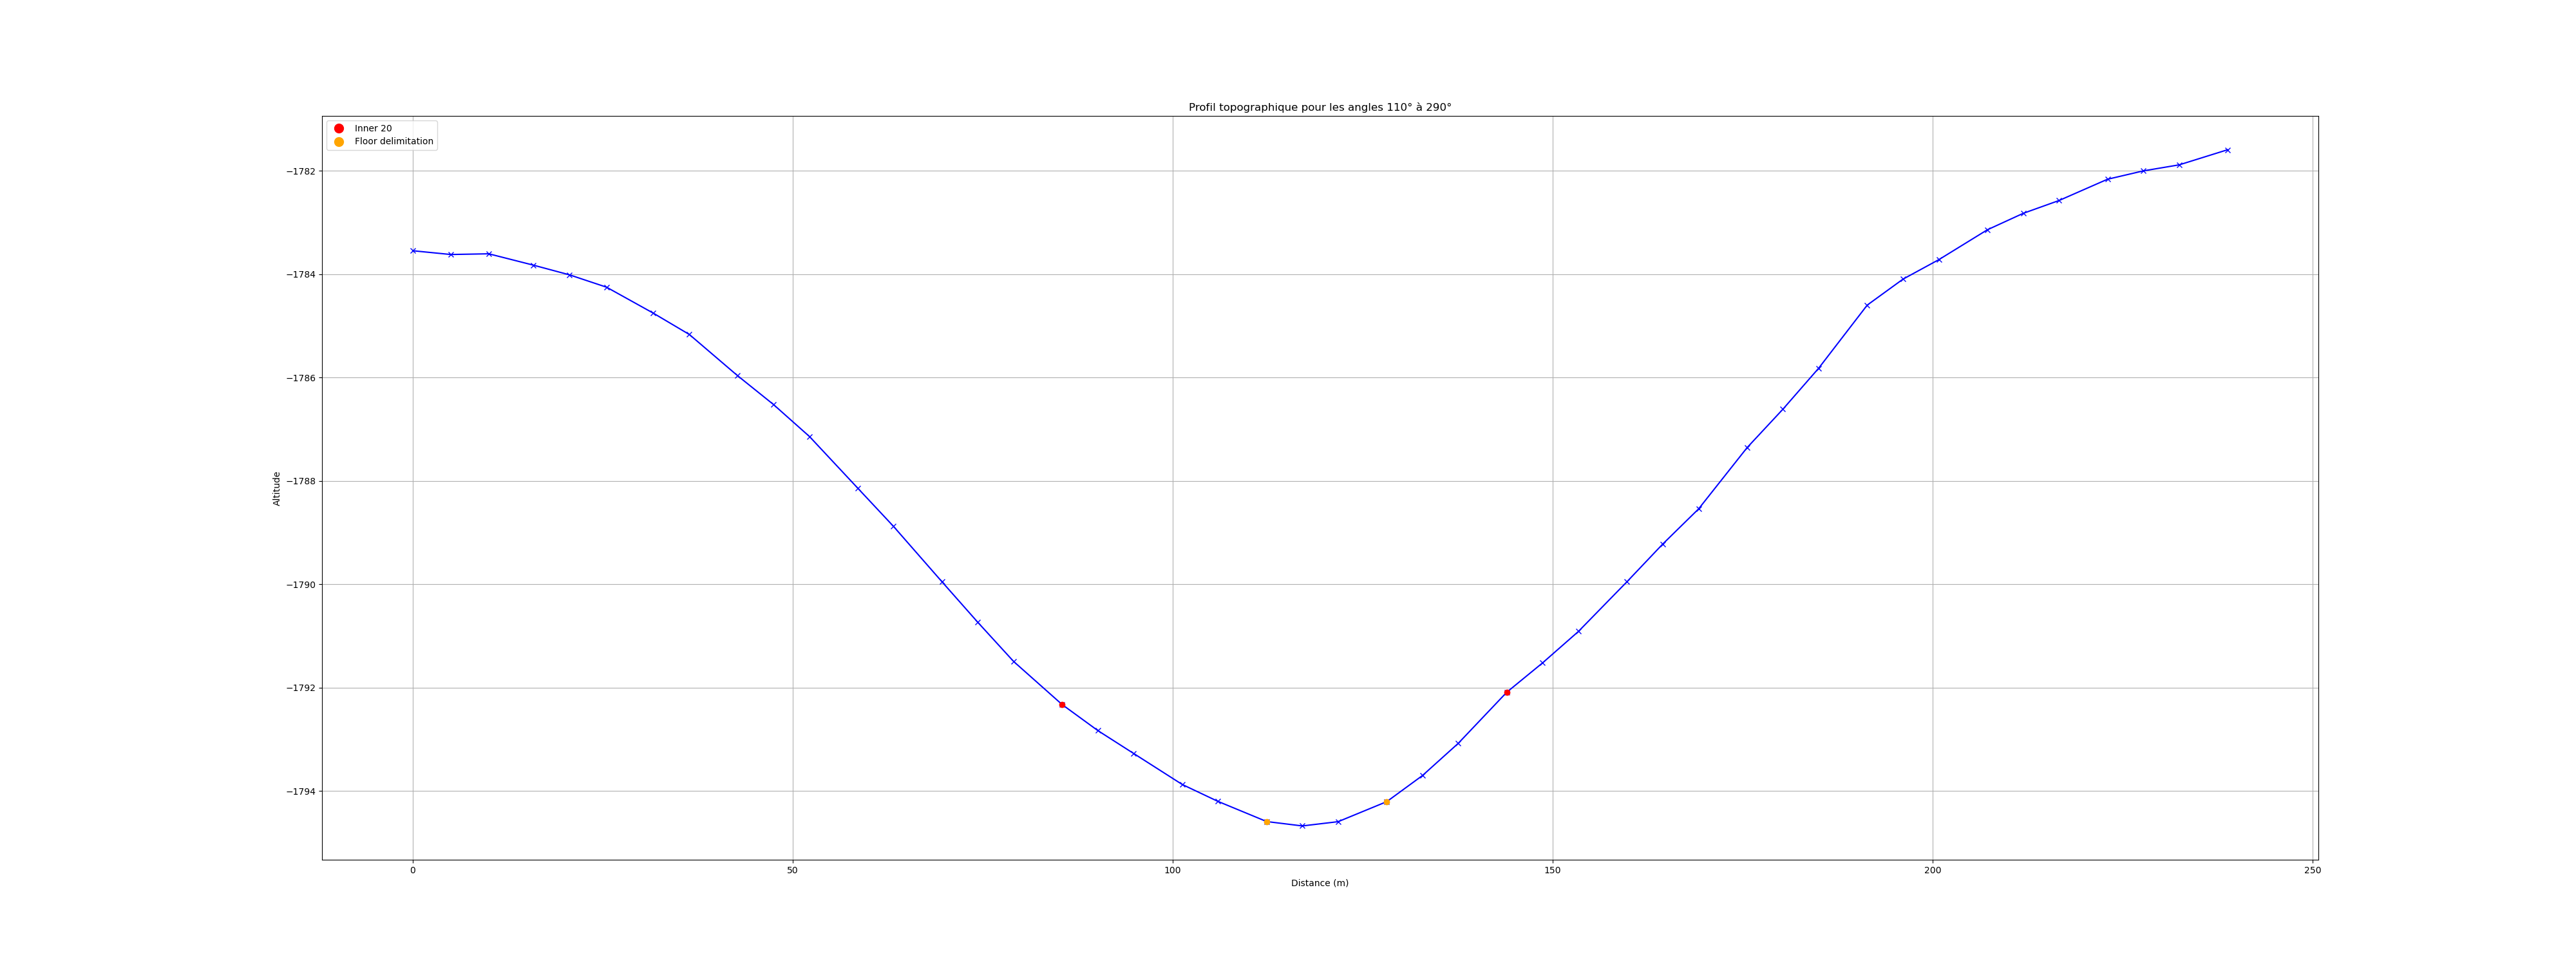 Profil topographique pour les angles 110° à 290°
Inner 20
Floor delimitation
−1782
−1784
−1786
−1788
−1790
−1792
−1794
Altitude
0 50 100 150 200 250
Distance (m)